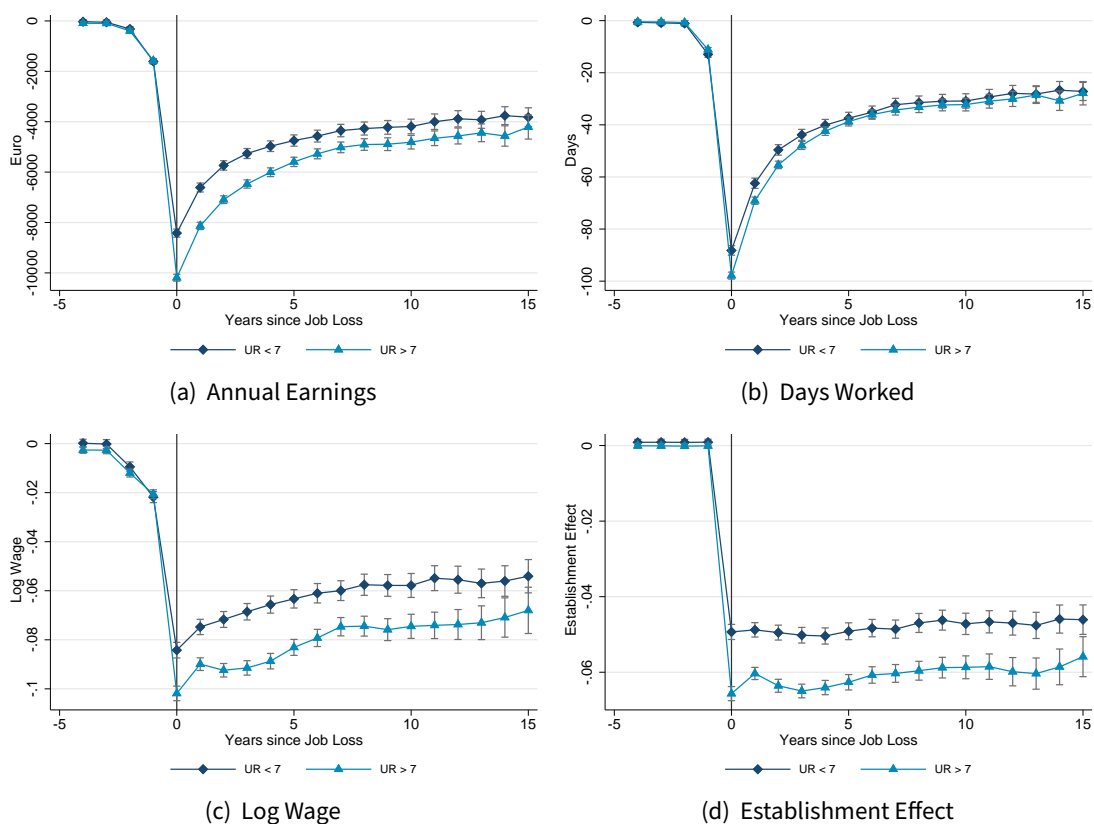 0
-2000
-4000
-6000
-8000
-10000
Euro
-5 0 5 10 15
Years since Job Loss
UR < 7 UR > 7
(a) Annual Earnings
0
-20
-40
-60
-80
-100
Days
-5 0 5 10 15
Years since Job Loss
UR < 7 UR > 7
(b) Days Worked
0
-.02
-.04
-.06
-.08
-.1
Log Wage
-5 0 5 10 15
Years since Job Loss
UR < 7 UR > 7
(c) Log Wage
0
-.02
-.04
-.06
Establishment Effect
-5 0 5 10 15
Years since Job Loss
UR < 7 UR > 7
(d) Establishment Effect